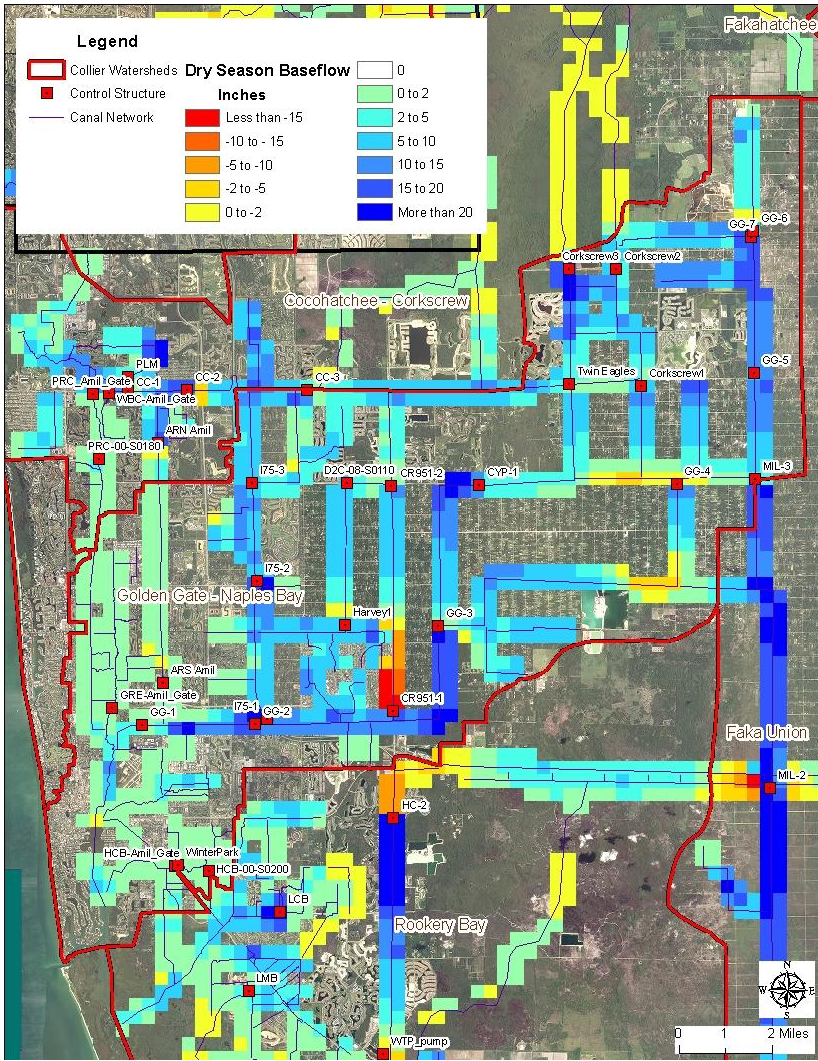 Fakahatchee
Legend
Collier Watersheds
Control Structure
Canal Network
Dry Season Baseflow
Inches
Less than -15
-10 to - 15
-5 to -10
-2 to -5
0 to -2
0
0 to 2
2 to 5
5 to 10
10 to 15
15 to 20
More than 20
GG-6
GG-7
Corkscrew3
Corkscrew2
Cocohatchee - Corkscrew
PLM
PRC_Amil_Gate
CC-1
CC-2
CC-3
Twin Eagles
Corkscrew1
GG-5
WBC-Amil_Gate
ARN Amil
PRC-00-S0180
I75-3
D2C-08-S0110
CR951-2
CYP-1
GG-4
MIL-3
I75-2
Golden Gate - Naples Bay
Harvey1
GG-3
ARS Amil
GRE-Amil_Gate
CR951-1
GG-1
I75-1
GG-2
Faka Union
MIL-2
HC-2
HCB-Amil_Gate
WinterPark
HCB-00-S0200
LCB
Rookery Bay
LMB
WTP_pump
N
W
E
S
0 1 2 Miles